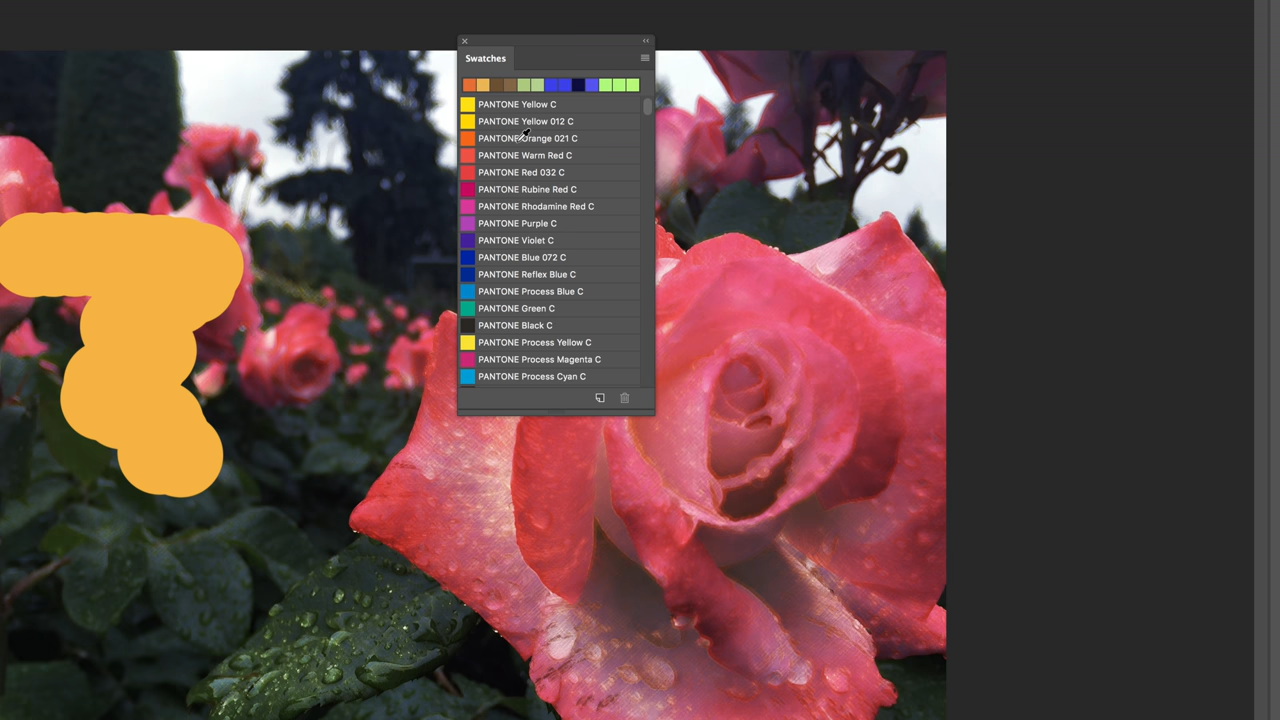 Swatches
PANTONE Yellow C
PANTONE Yellow 012 C
PANTONE Orange 021 C
PANTONE Warm Red C
PANTONE Red 032 C
PANTONE Rubine Red C
PANTONE Rhodamine Red C
PANTONE Purple C
PANTONE Violet C
PANTONE Blue 072 C
PANTONE Reflex Blue C
PANTONE Process Blue C
PANTONE Green C
PANTONE Black C
PANTONE Process Yellow C
PANTONE Process Magenta C
PANTONE Process Cyan C